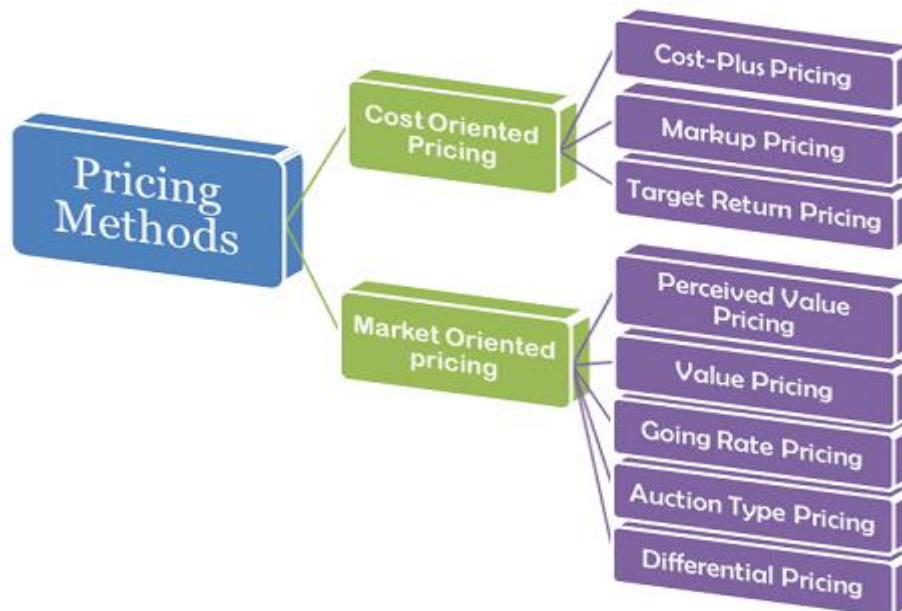 Pricing
Methods
Cost Oriented
Pricing
Cost-Plus Pricing
Markup Pricing
Target Return Pricing
Market Oriented
pricing
Perceived Value
Pricing
Value Pricing
Going Rate Pricing
Auction Type Pricing
Differential Pricing